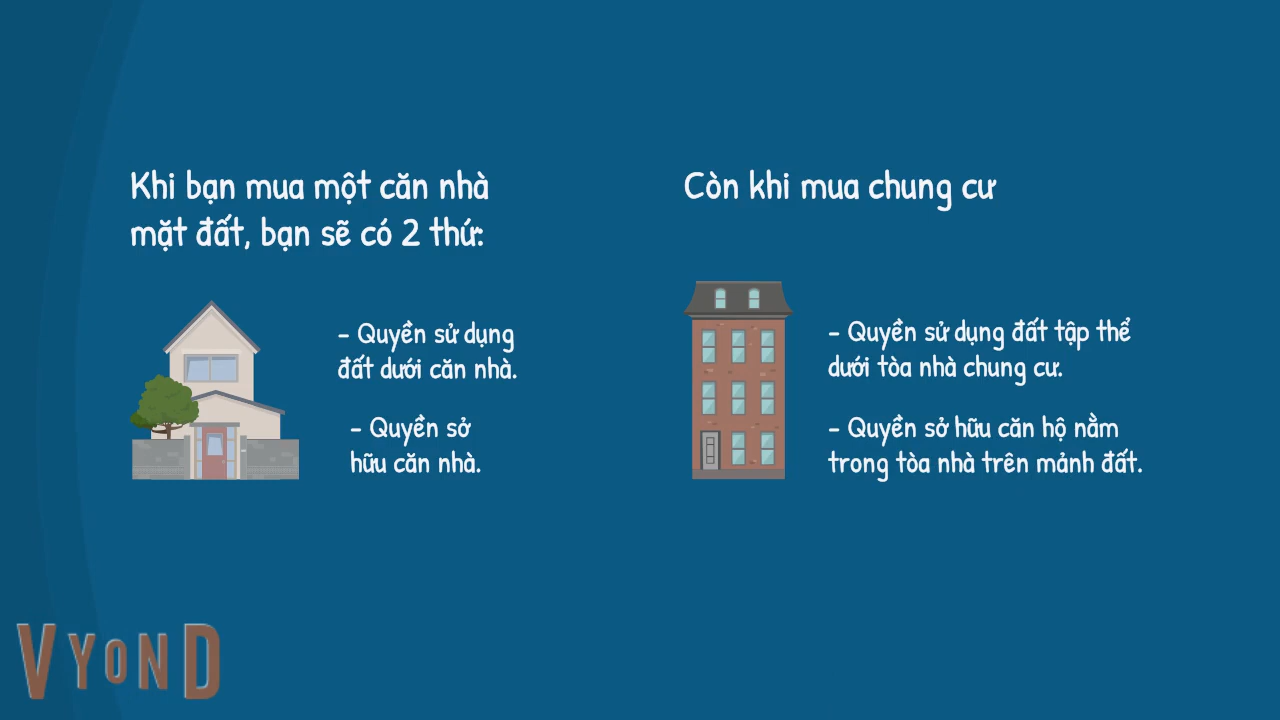 Khi bạn mua một căn nhà
mặt đất, bạn sẽ có 2 thứ:
- Quyền sử dụng
đất dưới căn nhà.
- Quyền sở
hữu căn nhà.
Còn khi mua chung cư
- Quyền sử dụng đất tập thể
dưới tòa nhà chung cư.
- Quyền sở hữu căn hộ nằm
trong tòa nhà trên mảnh đất.
VYOND